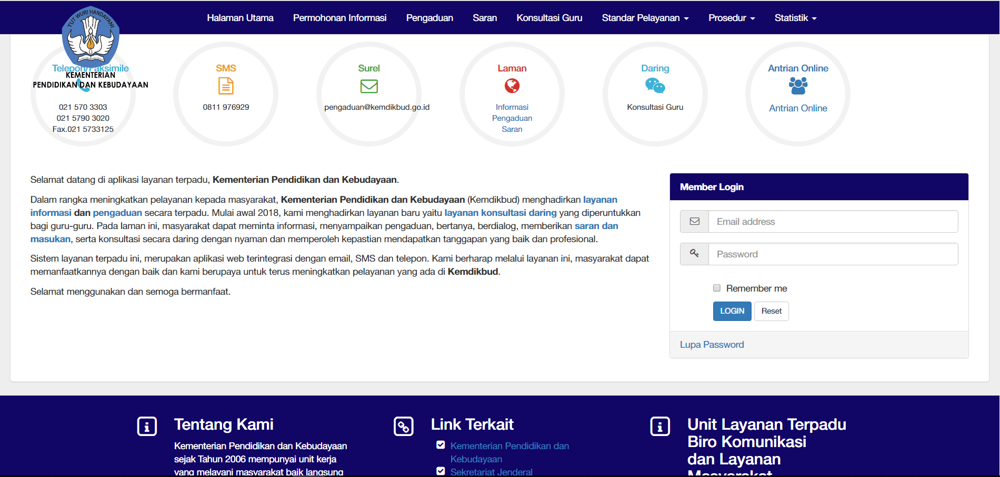 TUT WURI HANDAYANI
KEMENTERIAN
PENDIDIKAN DAN KEBUDAYAAN
Halaman Utama
Permohonan Informasi
Pengaduan
Saran
Konsultasi Guru
Standar Pelayanan
Prosedur
Statistik
Telepon/Faksimile
021 570 3303
021 5790 3020
Fax.021 5733125
SMS
0811 976929
Surel
pengaduan@kemdikbud.go.id
Laman
Informasi
Pengaduan
Saran
Daring
Konsultasi Guru
Antrian Online
Antrian Online
Selamat datang di aplikasi layanan terpadu, Kementerian Pendidikan dan Kebudayaan.
Dalam rangka meningkatkan pelayanan kepada masyarakat, Kementerian Pendidikan dan Kebudayaan (Kemdikbud) menghadirkan layanan
informasi dan pengaduan secara terpadu. Mulai awal 2018, kami menghadirkan layanan baru yaitu layanan konsultasi daring yang diperuntukkan
bagi guru-guru. Pada laman ini, masyarakat dapat meminta informasi, menyampaikan pengaduan, bertanya, berdialog, memberikan saran dan
masukan, serta konsultasi secara daring dengan nyaman dan memperoleh kepastian mendapatkan tanggapan yang baik dan profesional.
Sistem layanan terpadu ini, merupakan aplikasi web terintegrasi dengan email, SMS dan telepon. Kami berharap melalui layanan ini, masyarakat dapat
memanfaatkannya dengan baik dan kami berupaya untuk terus meningkatkan pelayanan yang ada di Kemdikbud.
Selamat menggunakan dan semoga bermanfaat.
Member Login
Email address
Password
Remember me
LOGIN
Reset
Lupa Password
Tentang Kami
Kementerian Pendidikan dan Kebudayaan
sejak Tahun 2006 mempunyai unit kerja
yang melayani masyarakat baik langsung
Link Terkait
Kementerian Pendidikan dan
Kebudayaan
Sekretariat Jenderal
Unit Layanan Terpadu
Biro Komunikasi
dan Layanan
Masyarakat